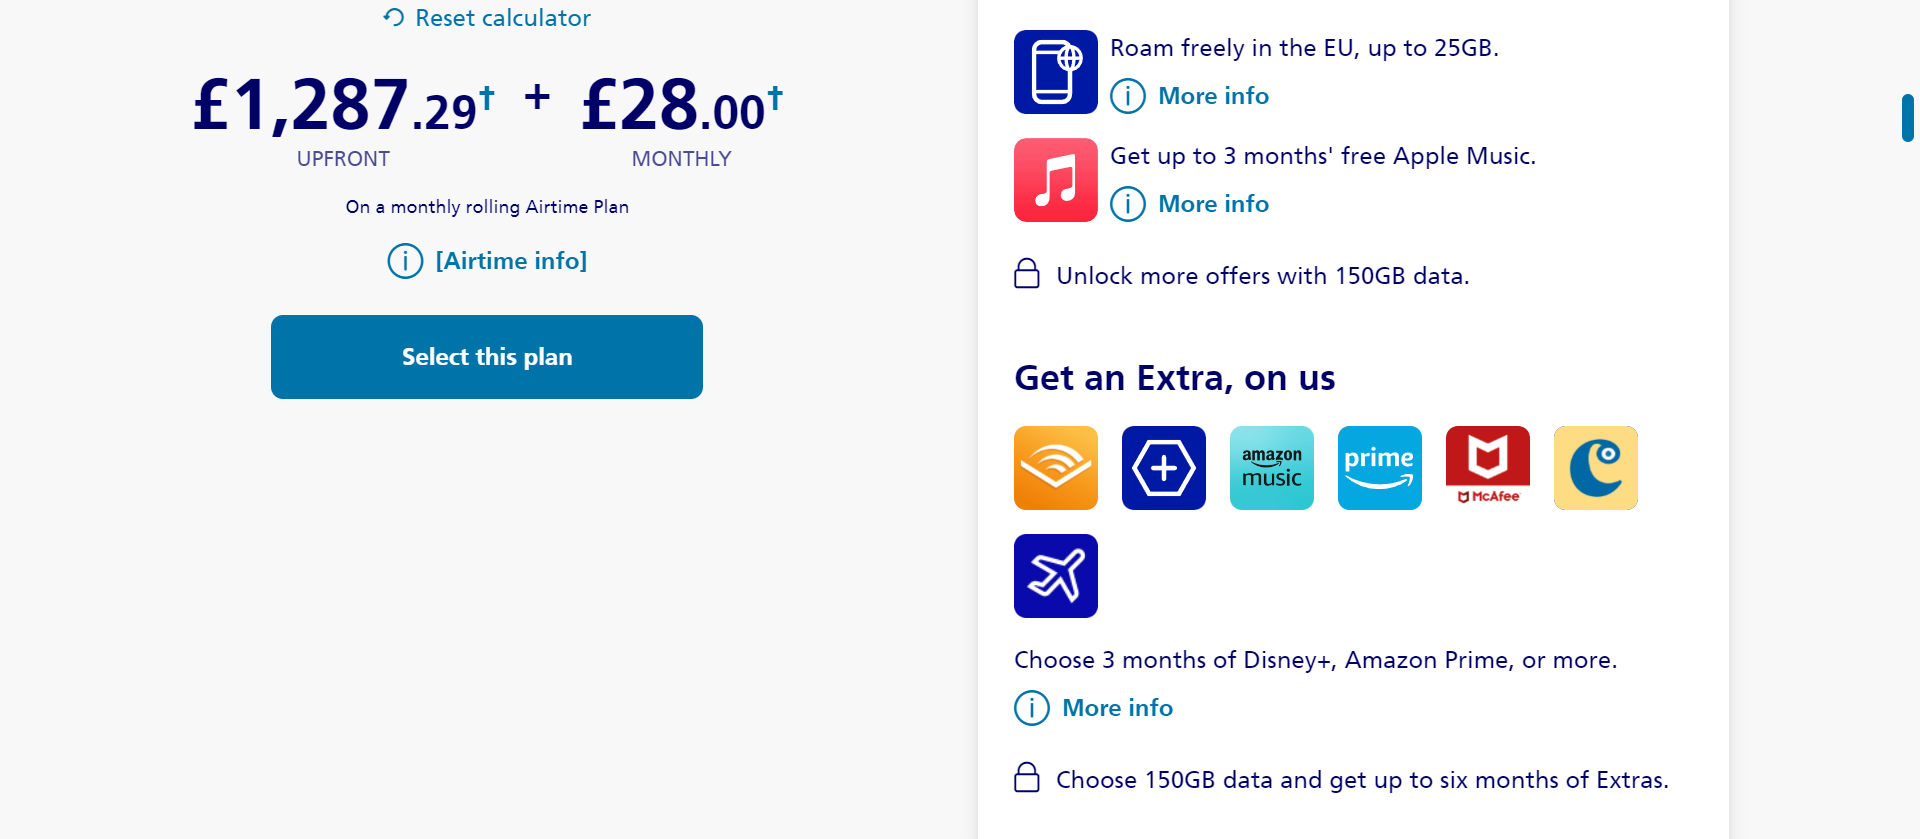 Reset calculator
£1,287.29† + £28.00†
UPFRONT MONTHLY
On a monthly rolling Airtime Plan
[Airtime info]
Select this plan
Roam freely in the EU, up to 25GB.
More info
Get up to 3 months' free Apple Music.
More info
Unlock more offers with 150GB data.
Get an Extra, on us
amazon music
prime
McAfee
Choose 3 months of Disney+, Amazon Prime, or more.
More info
Choose 150GB data and get up to six months of Extras.